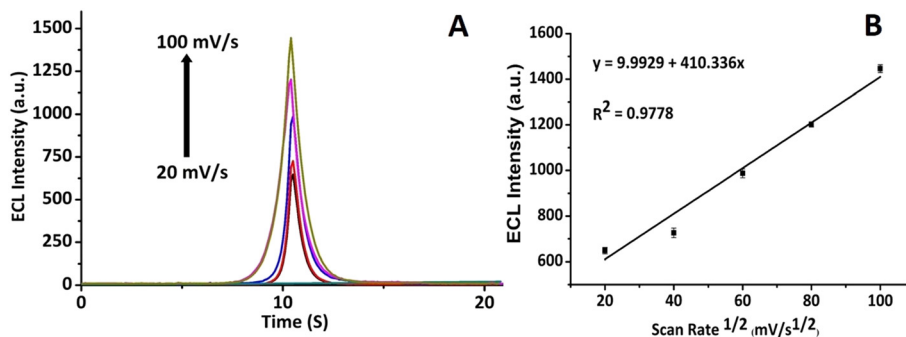 A
1500
1250
1000
750
500
250
0
ECL Intensity (a.u.)
100 mV/s
20 mV/s
0
10
20
Time (S)
B
y = 9.9929 + 410.336x
R2 = 0.9778
1400
1200
1000
800
600
ECL Intensity (a.u.)
20
40
60
80
100
Scan Rate 1/2 (mV/s1/2)